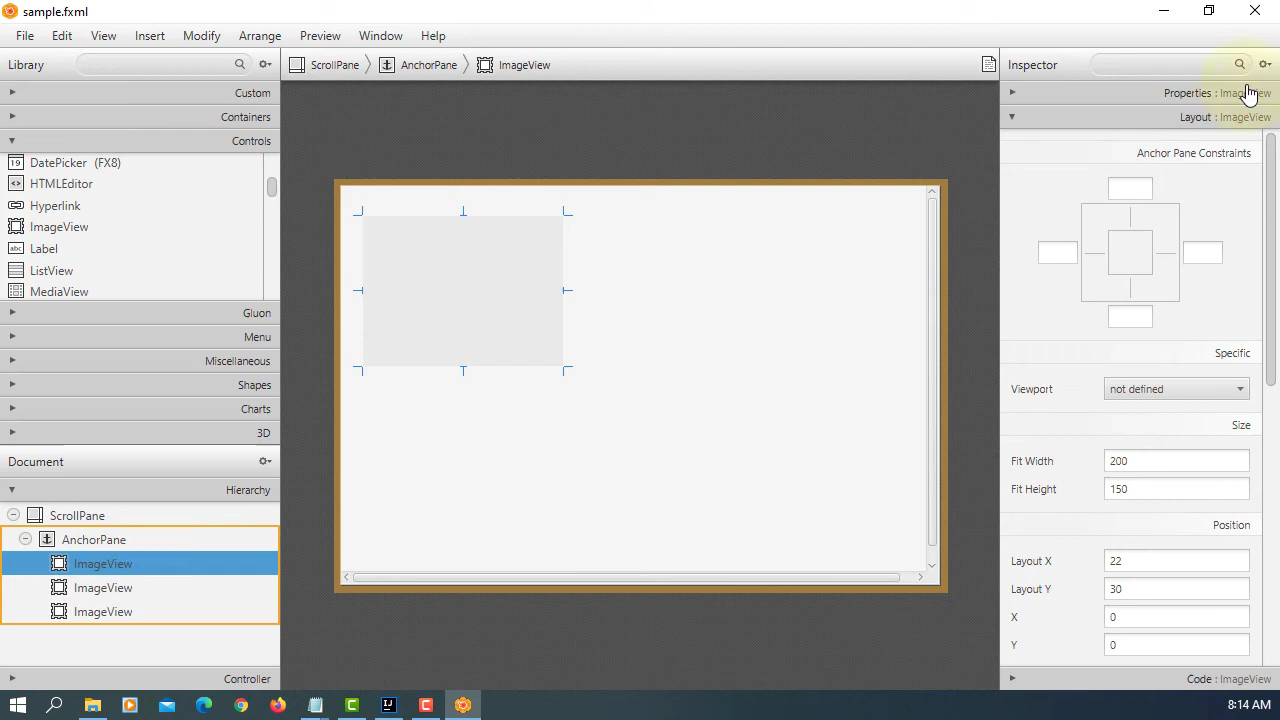 sample.fxml
File Edit View Insert Modify Arrange Preview Window Help
Library
ScrollPane AnchorPane ImageView
Inspector
Custom
Containers
Controls
19 DatePicker (FX8)
HTMLEditor
Hyperlink
ImageView
abc Label
ListView
MediaView
Gluon
Menu
Miscellaneous
Shapes
Charts
3D
Document
Hierarchy
ScrollPane
AnchorPane
ImageView
ImageView
ImageView
Controller
Properties : ImageView
Layout : ImageView
Anchor Pane Constraints
Specific
Viewport not defined
Size
Fit Width 200
Fit Height 150
Position
Layout X 22
Layout Y 30
X 0
Y 0
Code : ImageView
8:14 AM